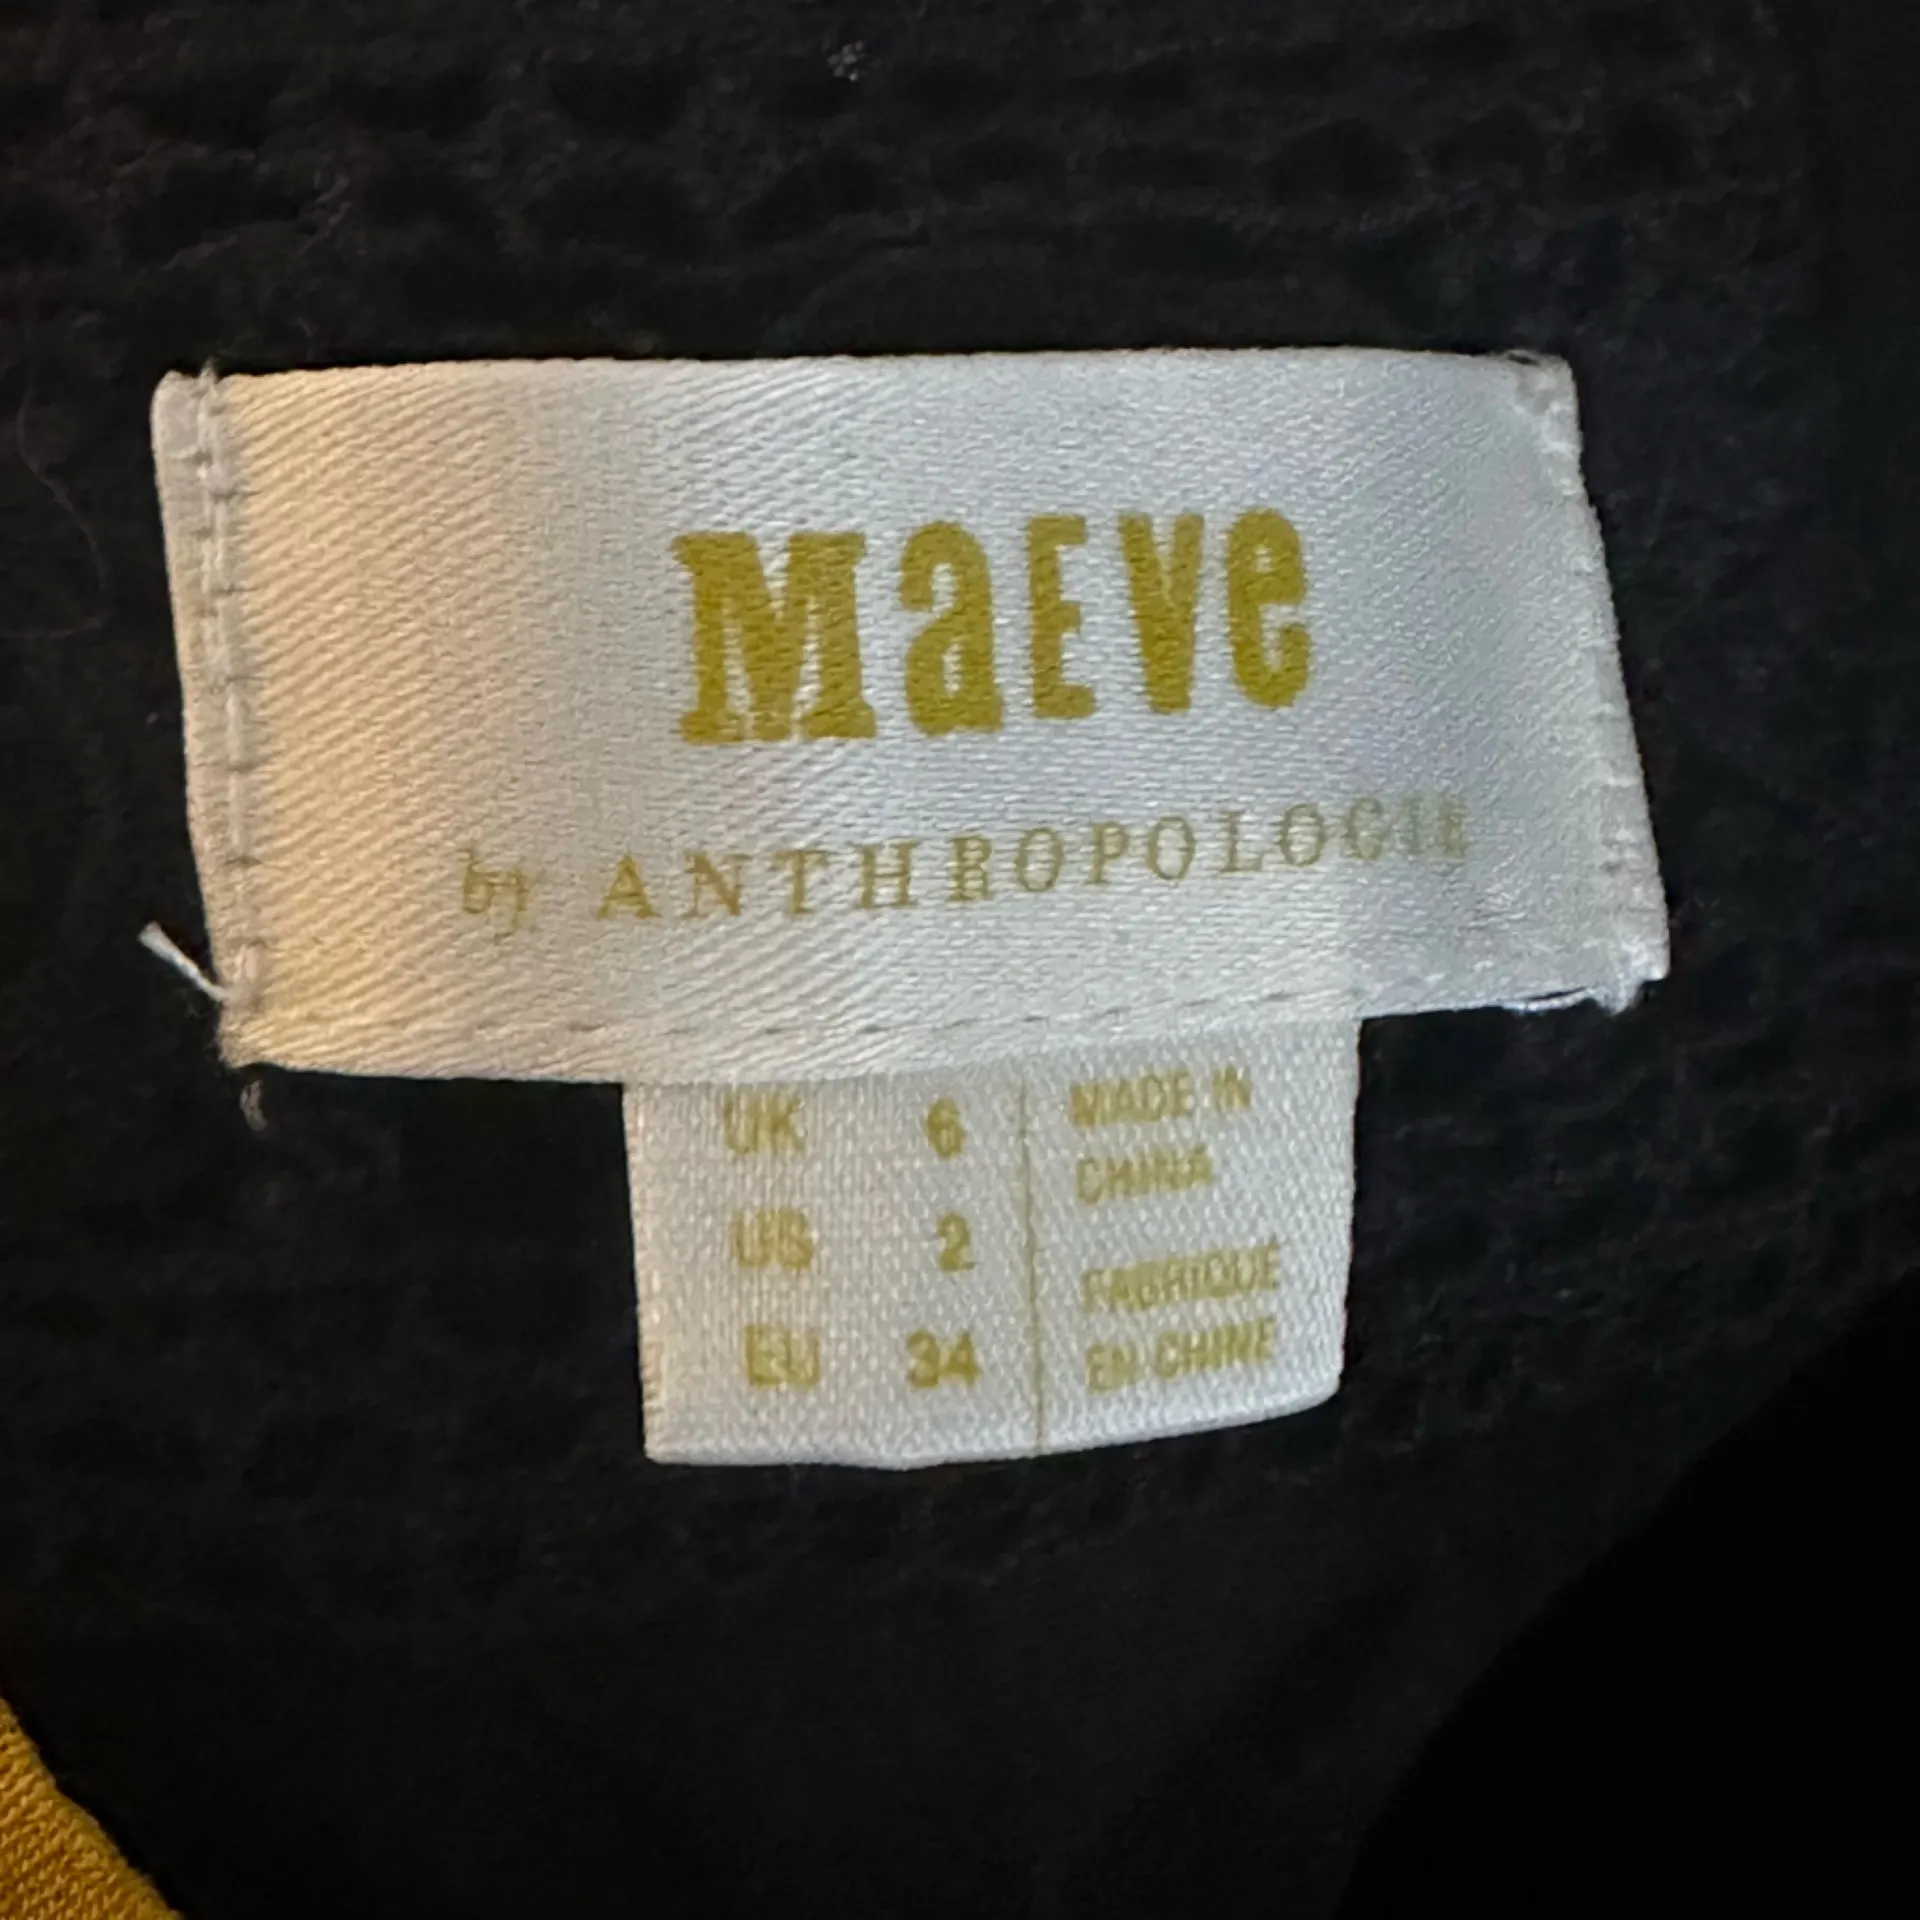 MaEVe
by ANTHROPOLOGIE
UK 6
US 2
EU 34
MADE IN
CHINA
FABRIQUE
EN CHINE